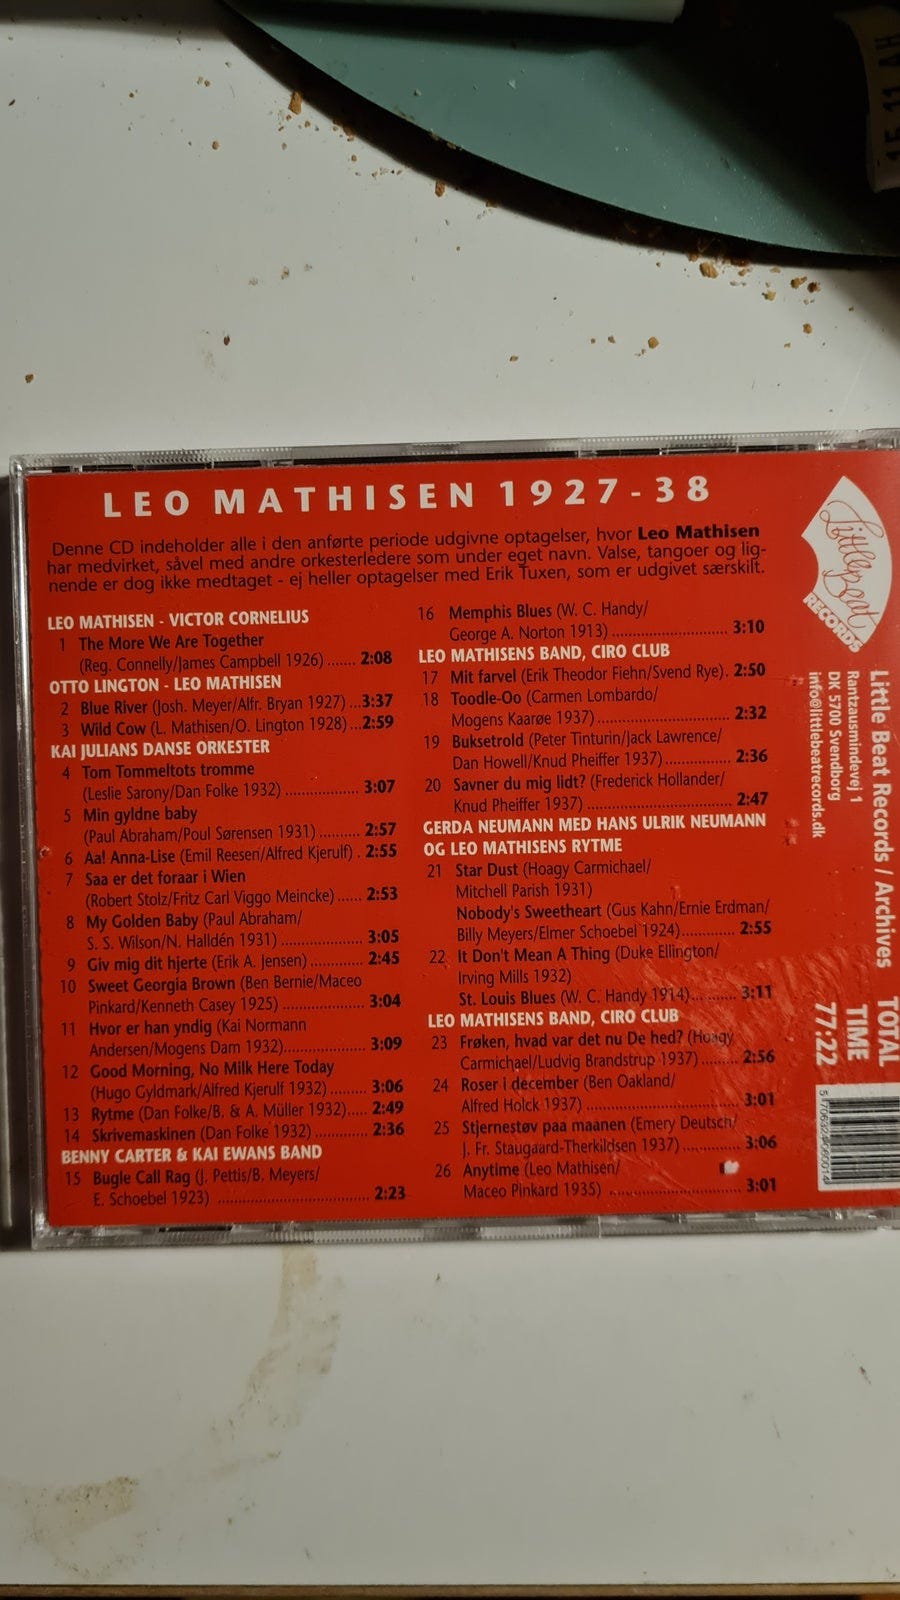 15.11 AH
LEO MATHISEN 1927-38
Denne CD indeholder alle i den anførte periode udgivne optagelser, hvor Leo Mathisen
har medvirket, såvel med andre orkesterledere som under eget navn. Valse, tangoer og lig-
nende er dog ikke medtaget - ej heller optagelser med Erik Tuxen, som er udgivet særskilt.
LEO MATHISEN - VICTOR CORNELIUS
1 The More We Are Together
(Reg. Connelly/James Campbell 1926) ....... 2:08
OTTO LINGTON - LEO MATHISEN
2 Blue River (Josh. Meyer/Alfr. Bryan 1927) ...3:37
3 Wild Cow (L. Mathisen/O. Lington 1928)...2:59
KAI JULIANS DANSE ORKESTER
4 Tom Tommeltots tromme
(Leslie Sarony/Dan Folke 1932) ............. 3:07
5 Min gyldne baby
(Paul Abraham/Poul Sørensen 1931) .......... 2:57
6 Aa! Anna-Lise (Emil Reesen/Alfred Kjerulf) . 2:55
7 Saa er det foraar i Wien
(Robert Stolz/Fritz Carl Viggo Meincke) ...... 2:53
8 My Golden Baby (Paul Abraham/
S. S. Wilson/N. Halldén 1931) ................. 3:05
9 Giv mig dit hjerte (Erik A. Jensen) ............ 2:45
10 Sweet Georgia Brown (Ben Bernie/Maceo
Pinkard/Kenneth Casey 1925) .................. 3:04
11 Hvor er han yndig (Kai Normann
Andersen/Mogens Dam 1932)................... 3:09
12 Good Morning, No Milk Here Today
(Hugo Gyldmark/Alfred Kjerulf 1932) ......... 3:06
13 Rytme (Dan Folke/B. & A. Müller 1932)..... 2:49
14 Skrivemaskinen (Dan Folke 1932) ............. 2:36
BENNY CARTER & KAI EWANS BAND
15 Bugle Call Rag (J. Pettis/B. Meyers/
E. Schoebel 1923) ................................ 2:23
16 Memphis Blues (W. C. Handy/
George A. Norton 1913) ......................... 3:10
LEO MATHISENS BAND, CIRO CLUB
17 Mit farvel (Erik Theodor Fiehn/Svend Rye). 2:50
18 Toodle-Oo (Carmen Lombardo/
Mogens Kaarøe 1937)............................ 2:32
19 Buksetrold (Peter Tinturin/Jack Lawrence/
Dan Howell/Knud Pheiffer 1937)............... 2:36
20 Savner du mig lidt? (Frederick Hollander/
Knud Pheiffer 1937) .............................. 2:47
GERDA NEUMANN MED HANS ULRIK NEUMANN
OG LEO MATHISENS RYTME
21 Star Dust (Hoagy Carmichael/
Mitchell Parish 1931)
Nobody's Sweetheart (Gus Kahn/Ernie Erdman/
Billy Meyers/Elmer Schoebel 1924)............ 2:55
22 It Don't Mean A Thing (Duke Ellington/
Irving Mills 1932)
St. Louis Blues (W. C. Handy 1914)........... 3:11
LEO MATHISENS BAND, CIRO CLUB
23 Frøken, hvad var det nu De hed? (Hoagy
Carmichael/Ludvig Brandstrup 1937) ........ 2:56
24 Roser i december (Ben Oakland/
Alfred Holck 1937) ................................ 3:01
25 Stjernestøv paa maanen (Emery Deutsch/
J. Fr. Staugaard-Therkildsen 1937)............. 3:06
26 Anytime (Leo Mathisen/
Maceo Pinkard 1935) ............................ 3:01
Little Beat
RECORDS
Little Beat Records / Archives
Rantzausmindevej 1
DK 5700 Svendborg
info@littlebeatrecords.dk
TOTAL
TIME
77:22